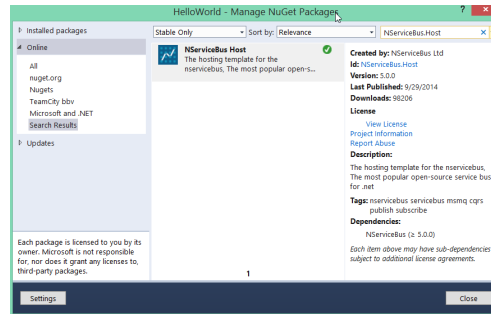 HelloWorld - Manage NuGet Packages
?
×
Installed packages
Online
All
nuget.org
Nugets
TeamCity bbv
Microsoft and .NET
Search Results
Updates
Each package is licensed to you by its
owner. Microsoft is not responsible
for, nor does it grant any licenses to,
third-party packages.
Stable Only
Sort by: Relevance
NServiceBus Host
The hosting template for the
nservicebus, The most popular open-s...
1
NServiceBus.Host
×
Created by: NServiceBus Ltd
Id: NServiceBus.Host
Version: 5.0.0
Last Published: 9/29/2014
Downloads: 98206
License
View License
Project Information
Report Abuse
Description:
The hosting template for the nservicebus,
The most popular open-source service bus
for .net
Tags: nservicebus servicebus msmq cqrs
publish subscribe
Dependencies:
NServiceBus (≥ 5.0.0)
Each item above may have sub-dependencies
subject to additional license agreements.
Settings
Close